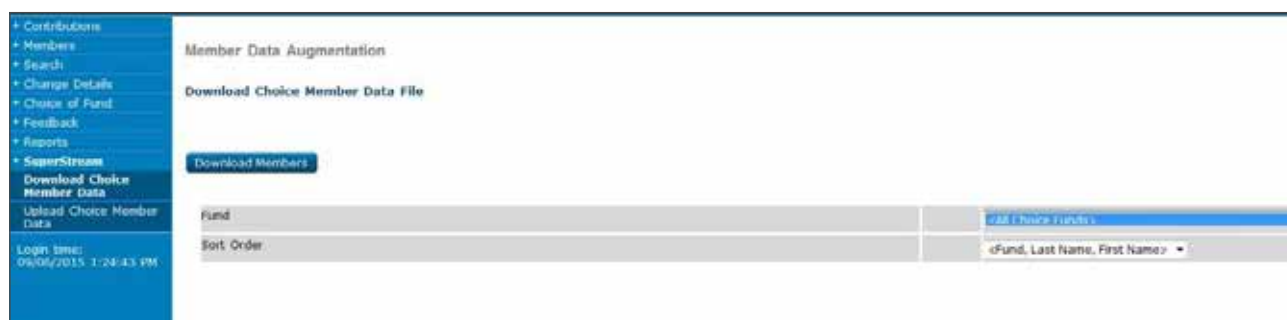 + Contributions
+ Members
+ Search
+ Change Details
+ Choice of Fund
+ Feedback
+ Reports
+ SuperStream
Download Choice
Member Data
Upload Choice Member
Data
Login time:
09/06/2015 1:24:43 PM
Member Data Augmentation
Download Choice Member Data File
Download Members
Fund
<All Choice Funds>
Sort Order
<Fund, Last Name, First Name>